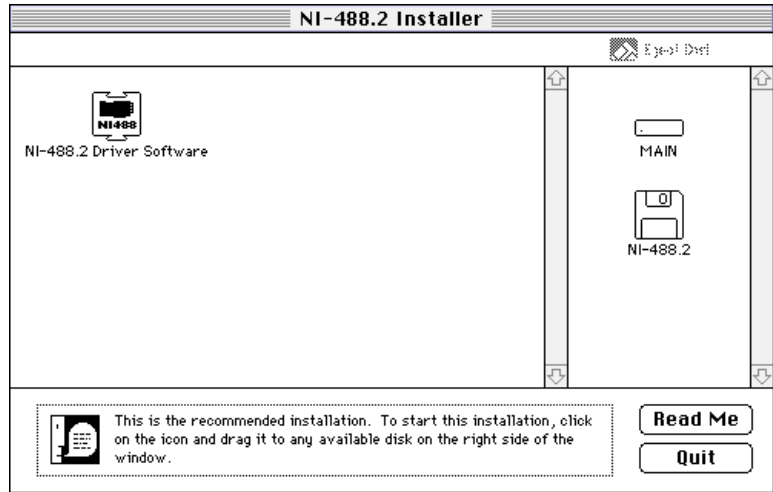 NI-488.2 Installer
Eject Disk
NI488
NI-488.2 Driver Software
MAIN
NI-488.2
This is the recommended installation. To start this installation, click
on the icon and drag it to any available disk on the right side of the
window.
Read Me
Quit